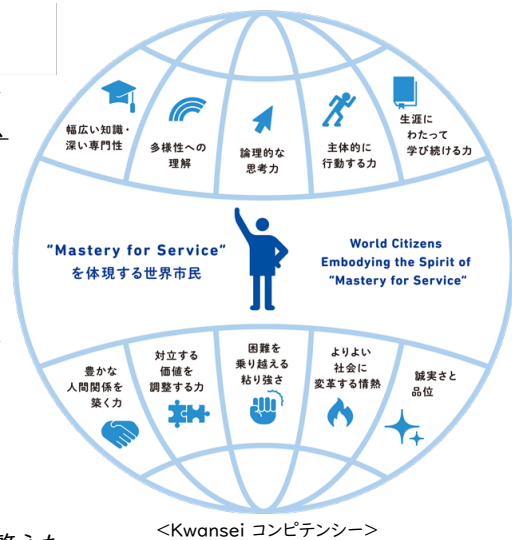 幅広い知識・
深い専門性
多様性への
理解
論理的な
思考力
主体的に
行動する力
生涯に
わたって
学び続ける力
“Mastery for Service”
を体現する世界市民
World Citizens
Embodying the Spirit of
“Mastery for Service”
豊かな
人間関係を
築く力
対立する
価値を
調整する力
困難を
乗り越える
粘り強さ
よりよい
社会に
変革する情熱
誠実さと
品位
<Kwansei コンピテンシー>